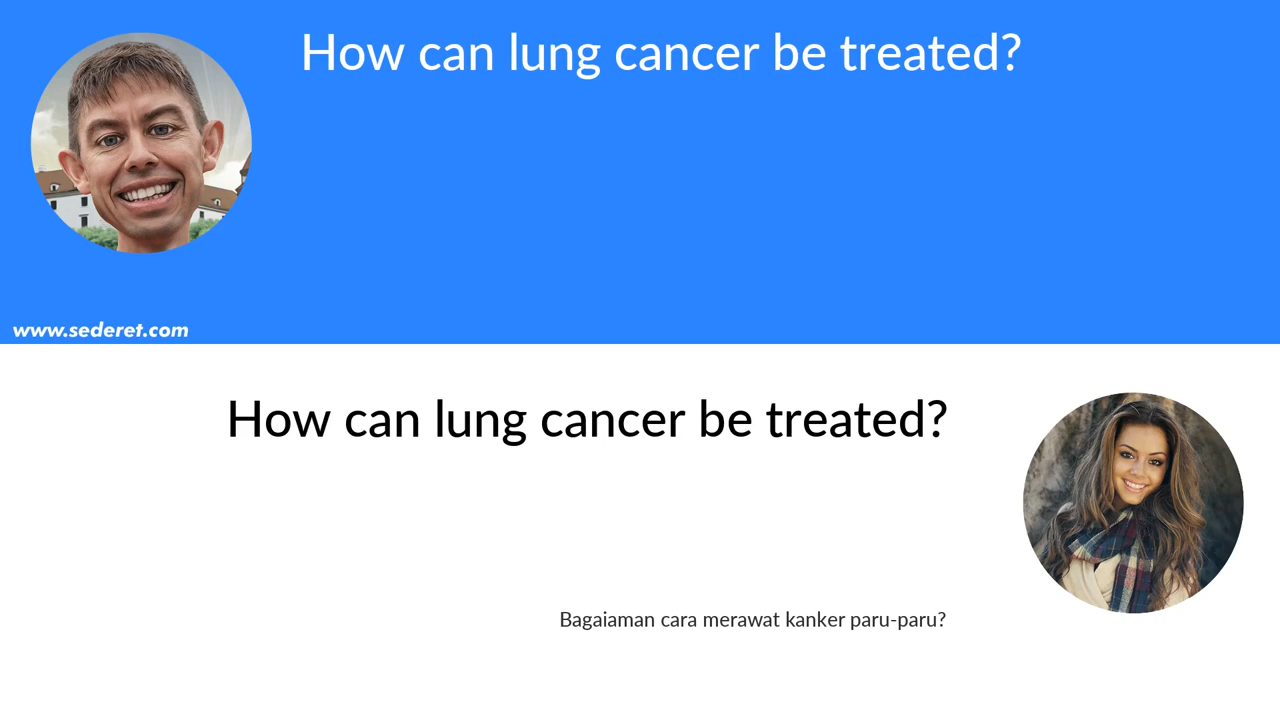 How can lung cancer be treated?
www.sederet.com
How can lung cancer be treated?
Bagaiaman cara merawat kanker paru-paru?